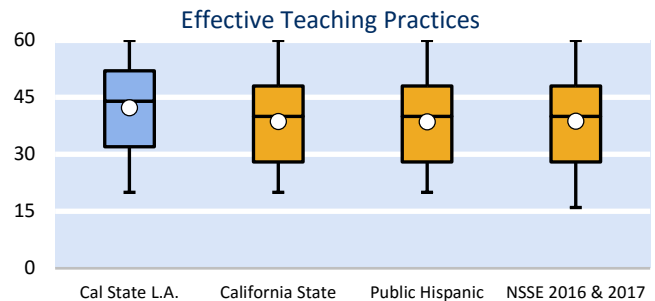 Effective Teaching Practices
60
45
30
15
0
Cal State L.A. California State Public Hispanic NSSE 2016 & 2017